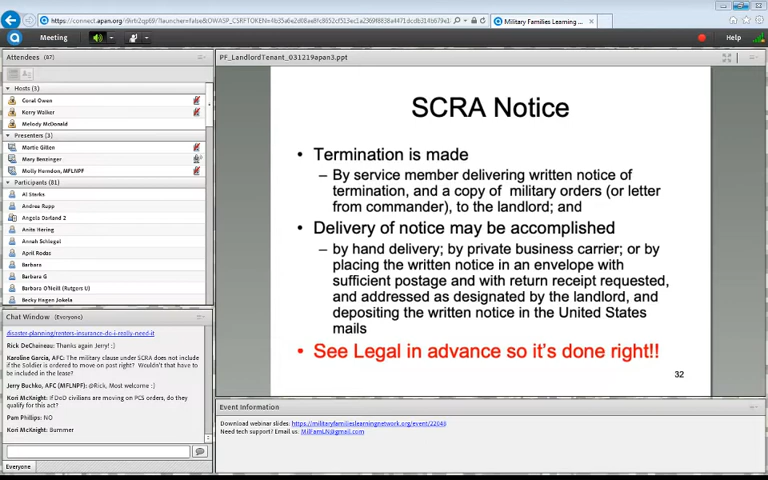 https://connect.apan.org/
Military Families Learning ...
Meeting
Help
Attendees (87)
PF_LandlordTenant_031219apan3.ppt
Hosts (3)
Coral Owen
Kerry Walker
Melody McDonald
Presenters (3)
Martie Gillen
Mary Benzinger
Molly Herndon, MFLNPF
Participants (81)
Al Starks
Andrea Rupp
Angela Dorland 2
Anita Hering
Annah Schlegel
April Rodas
Barbara
Barbara G
Barbara O'Neill (Rutgers U)
Becky Hagen Jokela
SCRA Notice
• Termination is made
– By service member delivering written notice of
termination, and a copy of military orders (or letter
from commander), to the landlord; and
• Delivery of notice may be accomplished
– by hand delivery; by private business carrier; or by
placing the written notice in an envelope with
sufficient postage and with return receipt requested,
and addressed as designated by the landlord, and
depositing the written notice in the United States
mails
• See Legal in advance so it's done right!!
32
Chat Window (Everyone)
disaster-planning/renters-insurance-do-i-really-need-it
Rick DeChaineau: Thanks again Jerry! :)
Karoline Garcia, AFC: The military clause under SCRA does not include
if the Soldier is ordered to move on post right? Wouldn't that have to
be included in the lease?
Jerry Buchko, AFC (MFLNPF): @Rick, Most welcome :)
Kori McKnight: If DoD civilians are moving on PCS orders, do they
qualify for this act?
Pam Phillips: NO
Kori McKnight: Bummer
Everyone
Event Information
Download webinar slides: https://militaryfamilieslearningnetwork.org/event/22048
Need tech support? Email us: MilFamLN@gmail.com